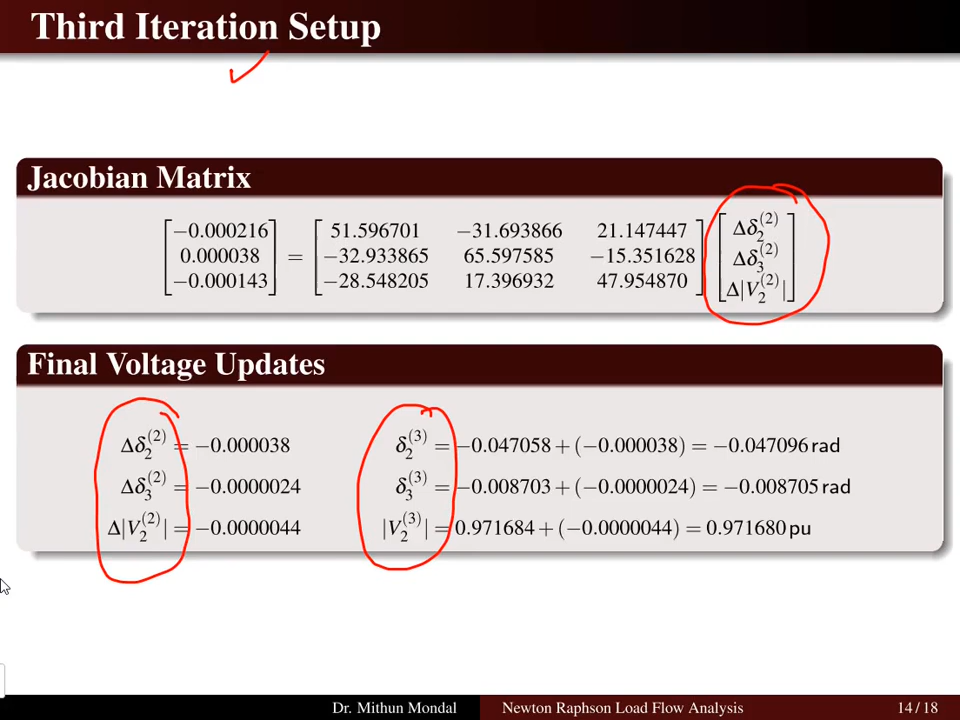 Third Iteration Setup
Jacobian Matrix
[−0.000216 0.000038 −0.000143] = [51.596701 −31.693866 21.147447 −32.933865 65.597585 −15.351628 −28.548205 17.396932 47.954870] [Δδ₂⁽²⁾ Δδ₃⁽²⁾ Δ|V₂⁽²⁾|]
Final Voltage Updates
Δδ₂⁽²⁾ = −0.000038 δ₂⁽³⁾ = −0.047058 + (−0.000038) = −0.047096 rad
Δδ₃⁽²⁾ = −0.0000024 δ₃⁽³⁾ = −0.008703 + (−0.0000024) = −0.008705 rad
Δ|V₂⁽²⁾| = −0.0000044 |V₂⁽³⁾| = 0.971684 + (−0.0000044) = 0.971680 pu
Dr. Mithun Mondal Newton Raphson Load Flow Analysis 14 / 18